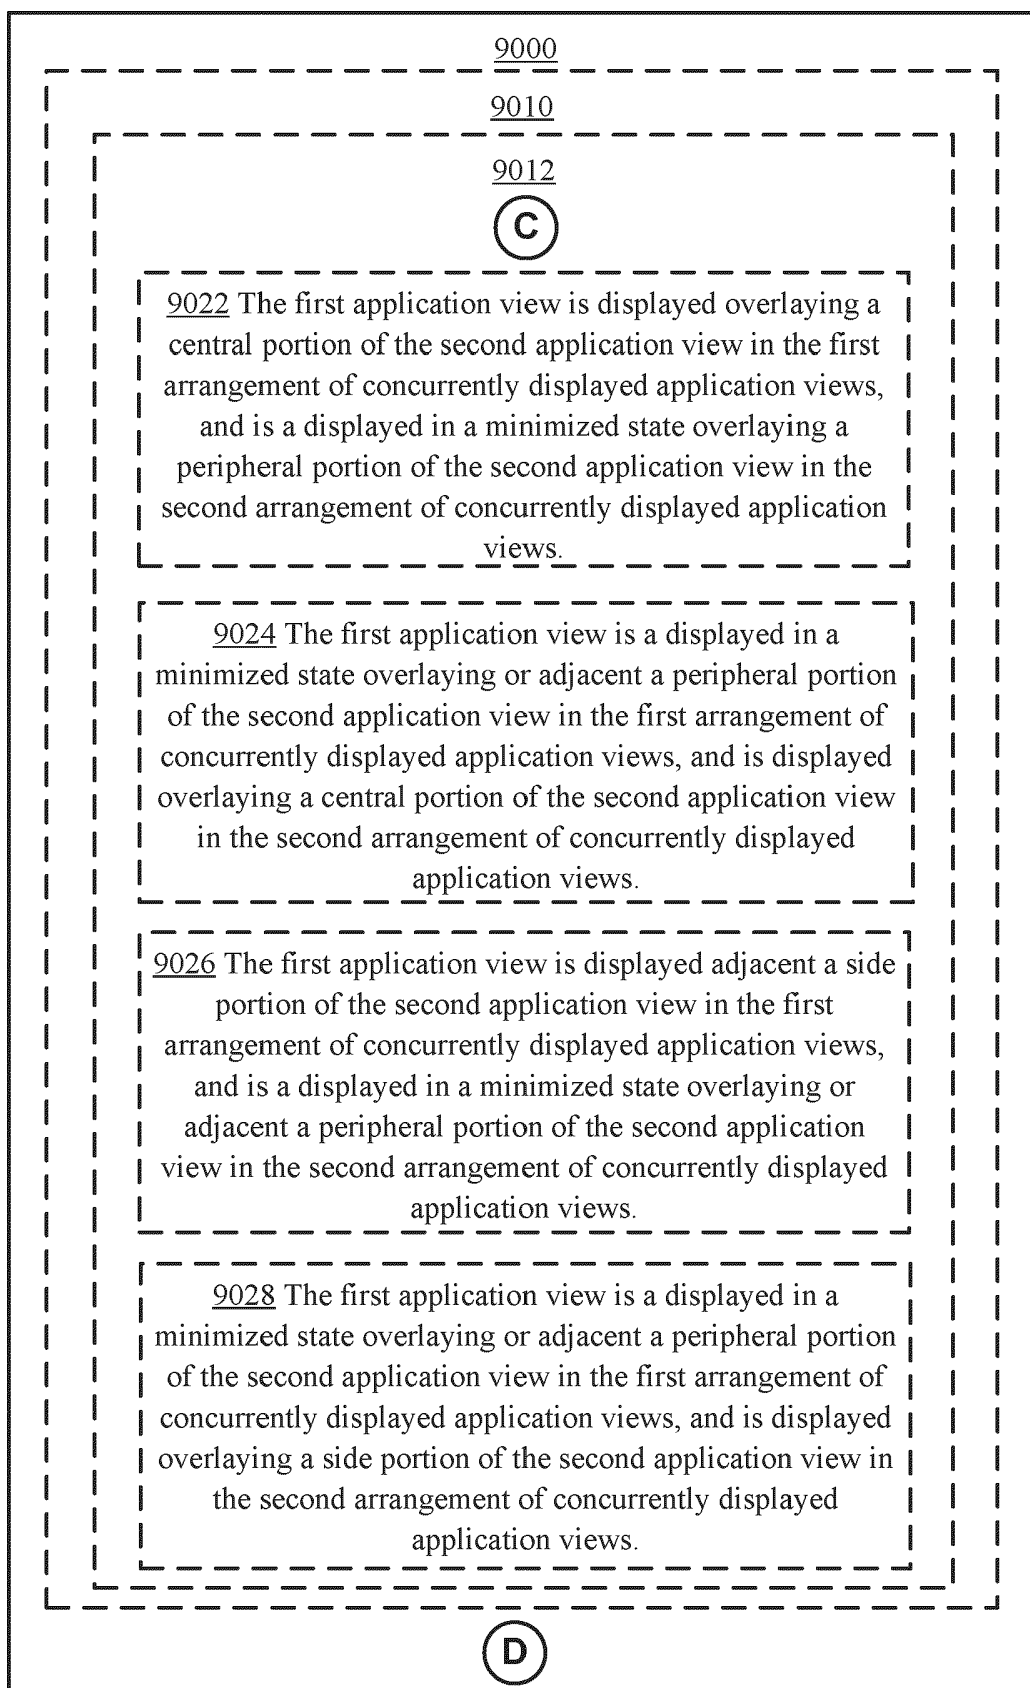 9000
9010
9012
C
9022 The first application view is displayed overlaying a
central portion of the second application view in the first
arrangement of concurrently displayed application views,
and is a displayed in a minimized state overlaying a
peripheral portion of the second application view in the
second arrangement of concurrently displayed application
views.
9024 The first application view is a displayed in a
minimized state overlaying or adjacent a peripheral portion
of the second application view in the first arrangement of
concurrently displayed application views, and is displayed
overlaying a central portion of the second application view
in the second arrangement of concurrently displayed
application views.
9026 The first application view is displayed adjacent a side
portion of the second application view in the first
arrangement of concurrently displayed application views,
and is a displayed in a minimized state overlaying or
adjacent a peripheral portion of the second application
view in the second arrangement of concurrently displayed
application views.
9028 The first application view is a displayed in a
minimized state overlaying or adjacent a peripheral portion
of the second application view in the first arrangement of
concurrently displayed application views, and is displayed
overlaying a side portion of the second application view in
the second arrangement of concurrently displayed
application views.
D